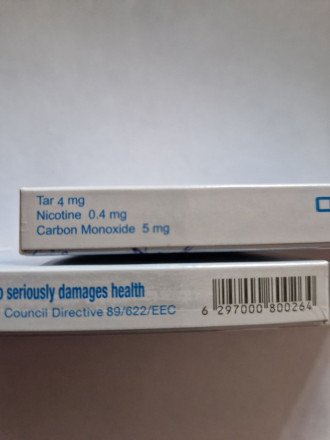 Tar 4 mg
Nicotine 0.4 mg
Carbon Monoxide 5 mg
seriously damages health
Council Directive 89/622/EEC
6 297000 800264